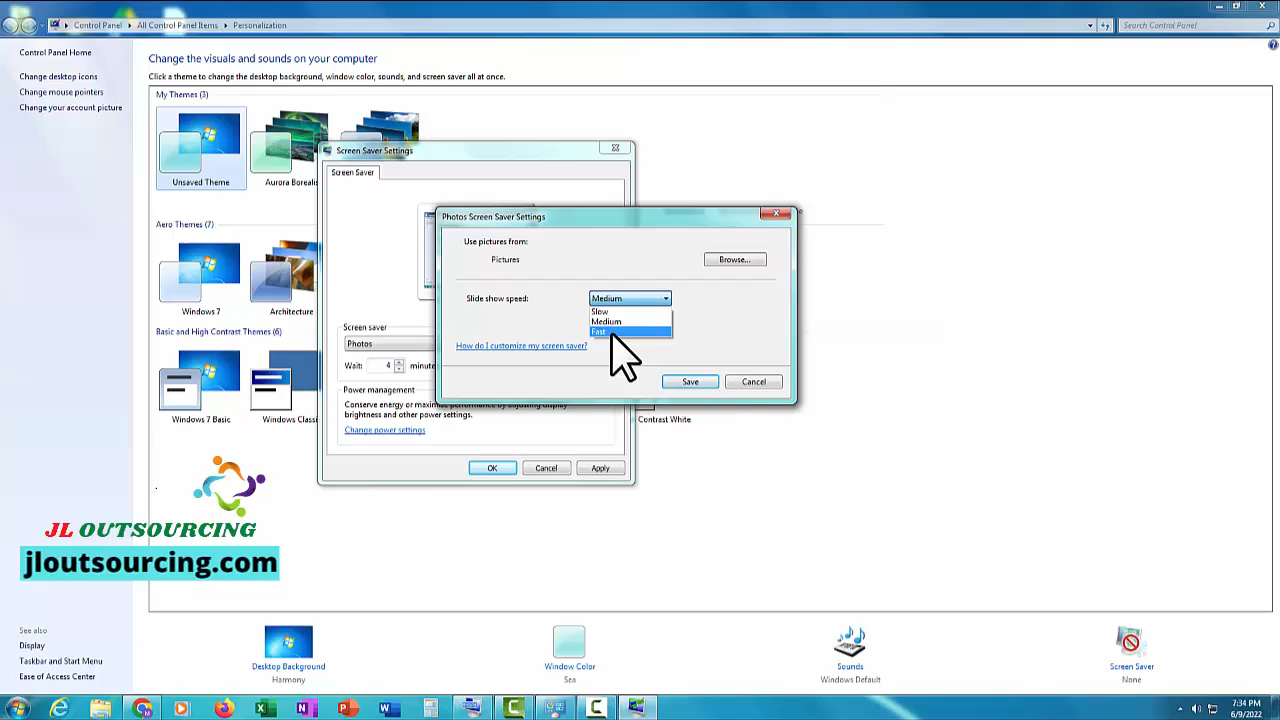 Control Panel
All Control Panel Items
Personalization
Search Control Panel
Control Panel Home
Change desktop icons
Change mouse pointers
Change your account picture
Change the visuals and sounds on your computer
Click a theme to change the desktop background, window color, sounds, and screen saver all at once.
My Themes (3)
Unsaved Theme
Aurora Borealis
Aero Themes (7)
Windows 7
Architecture
Basic and High Contrast Themes (6)
Windows 7 Basic
Windows Classi
Contrast White
Screen Saver Settings
Screen Saver
Screen saver
Photos
Wait:
4
minute
Power management
Conserve energy or maximize performance by adjusting display
brightness and other power settings.
Change power settings
OK
Cancel
Apply
Photos Screen Saver Settings
Use pictures from:
Pictures
Browse...
Slide show speed:
Medium
Slow
Medium
Fast
How do I customize my screen saver?
Save
Cancel
JL OUTSOURCING
jloutsourcing.com
See also
Display
Taskbar and Start Menu
Ease of Access Center
Desktop Background
Harmony
Window Color
Sea
Sounds
Windows Default
Screen Saver
None
7:34 PM
6/9/2022